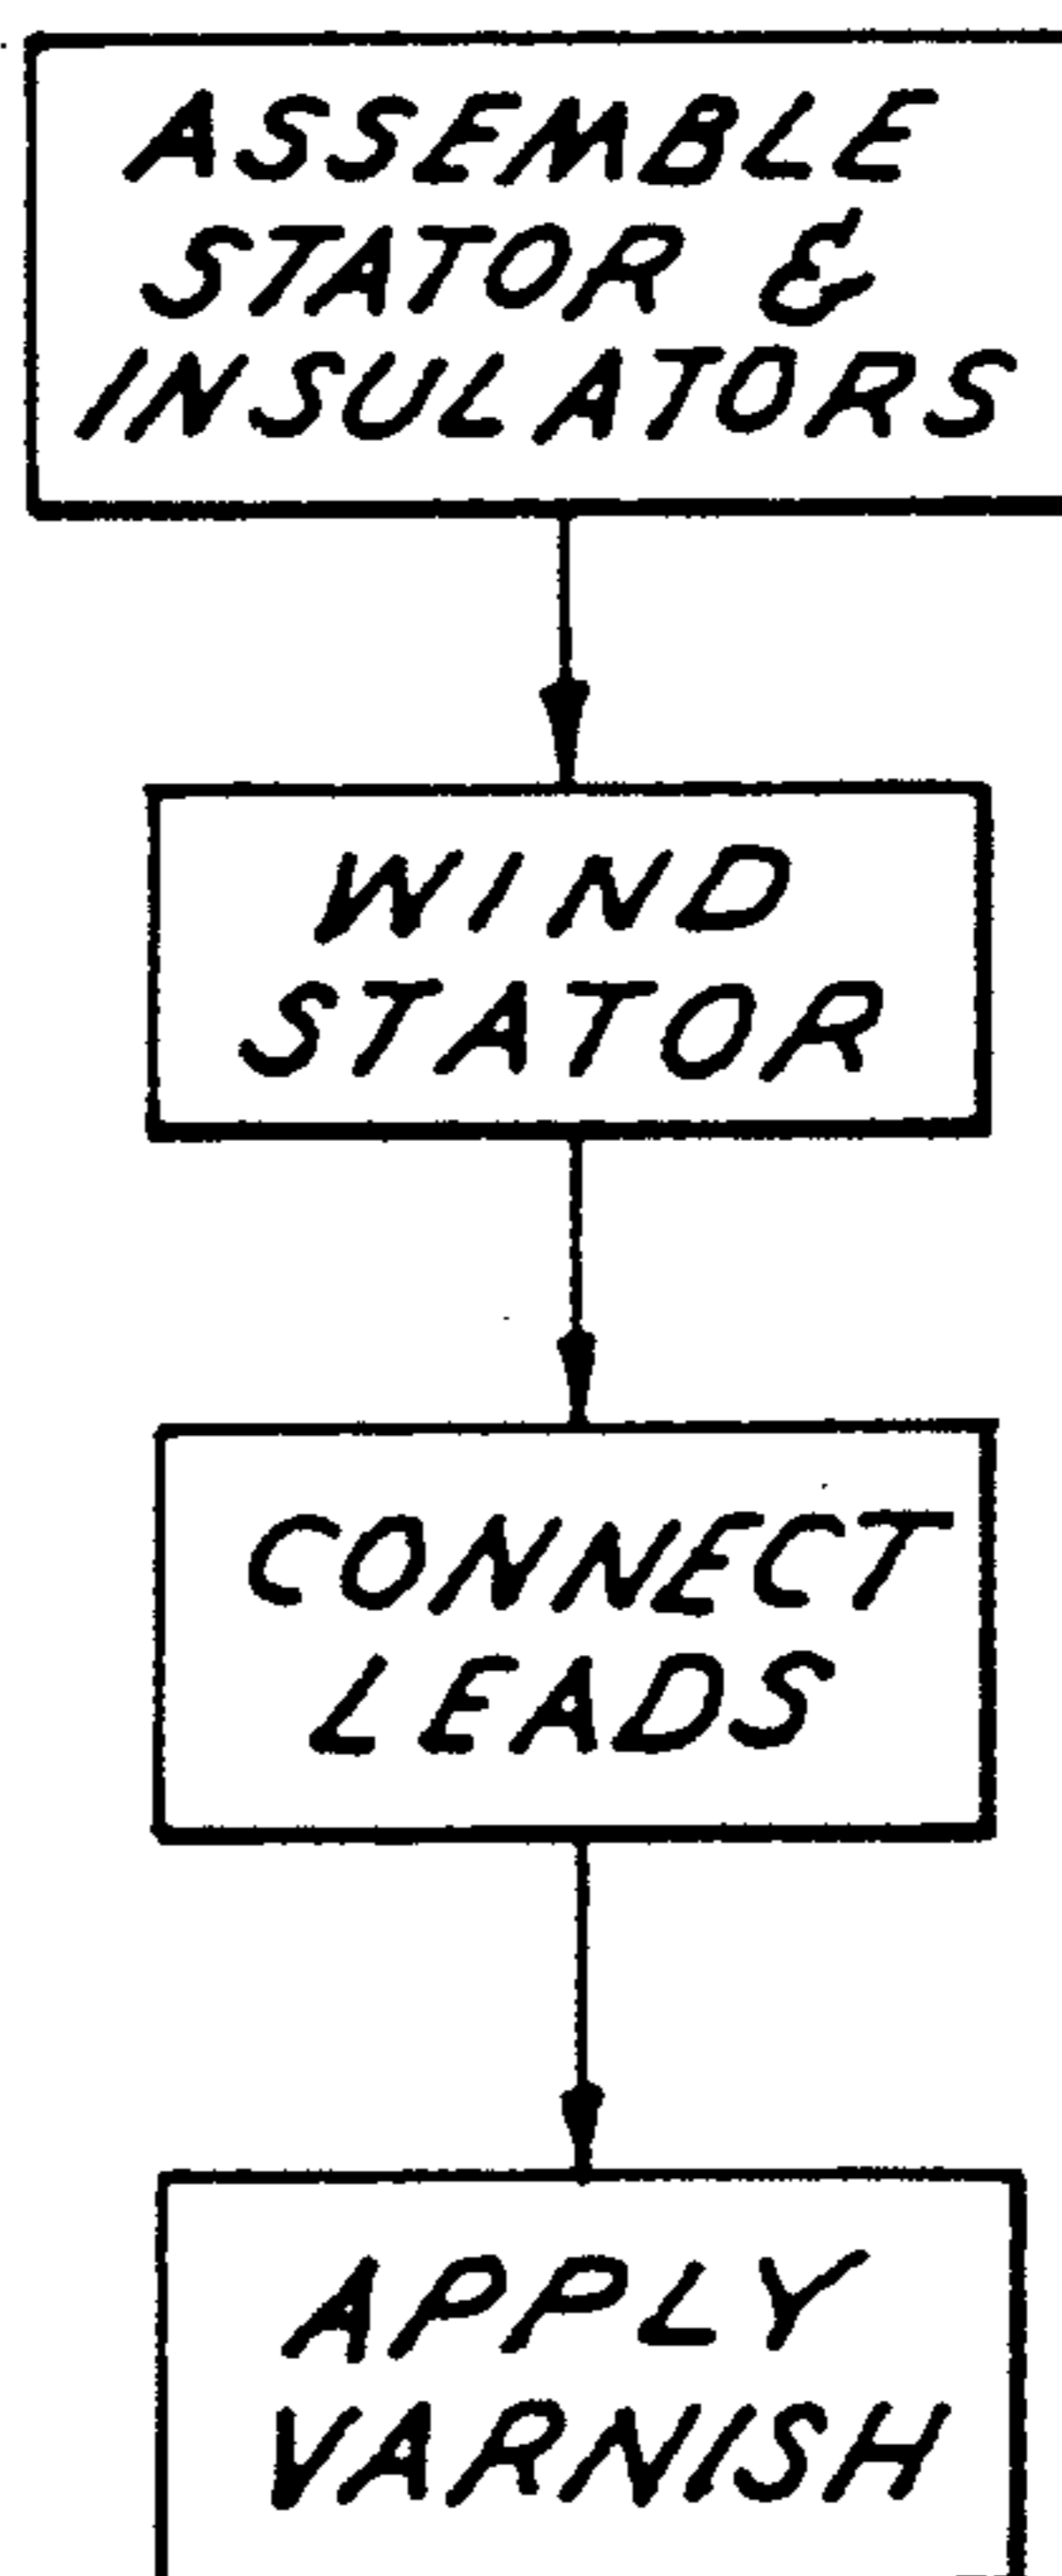 ASSEMBLE
STATOR &
INSULATORS
WIND
STATOR
CONNECT
LEADS
APPLY
VARNISH